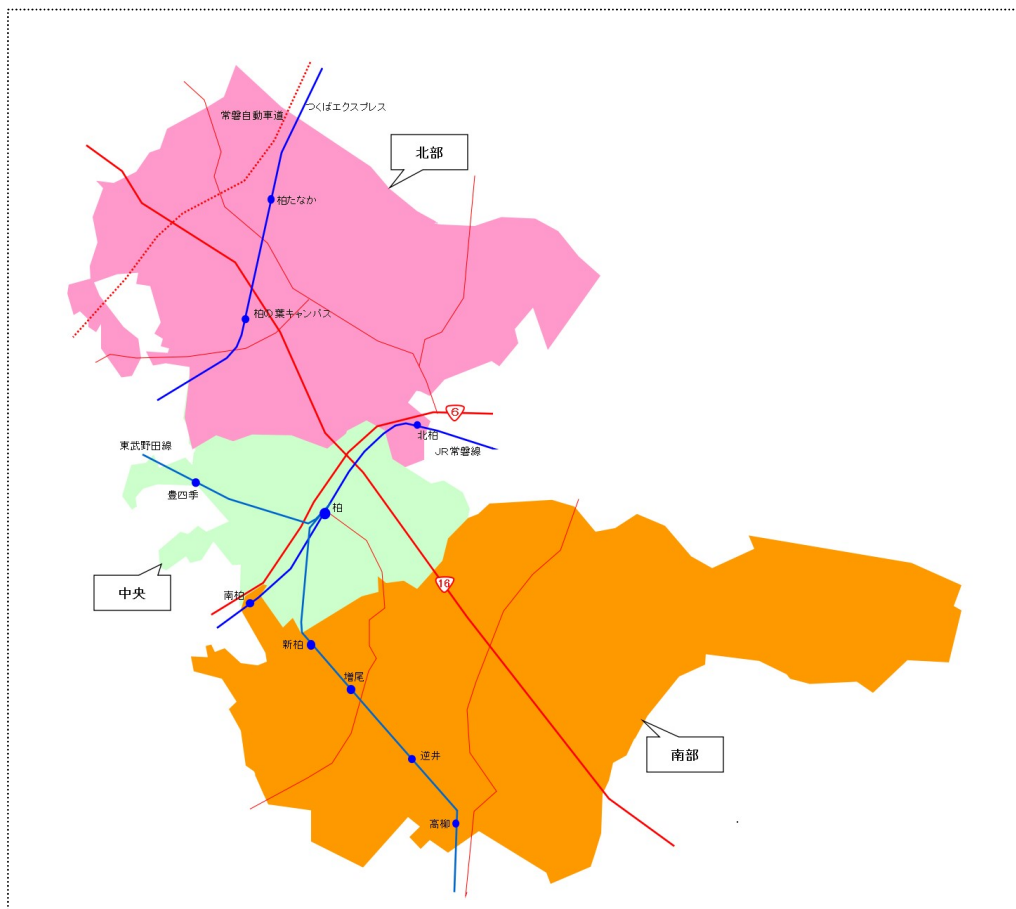 つくばエクスプレス
常磐自動車道
北部
柏たなか
柏の葉キャンパス
6
北柏
東武野田線
JR常磐線
豊四季
柏
中央
16
南柏
新柏
増尾
逆井
南部
高柳